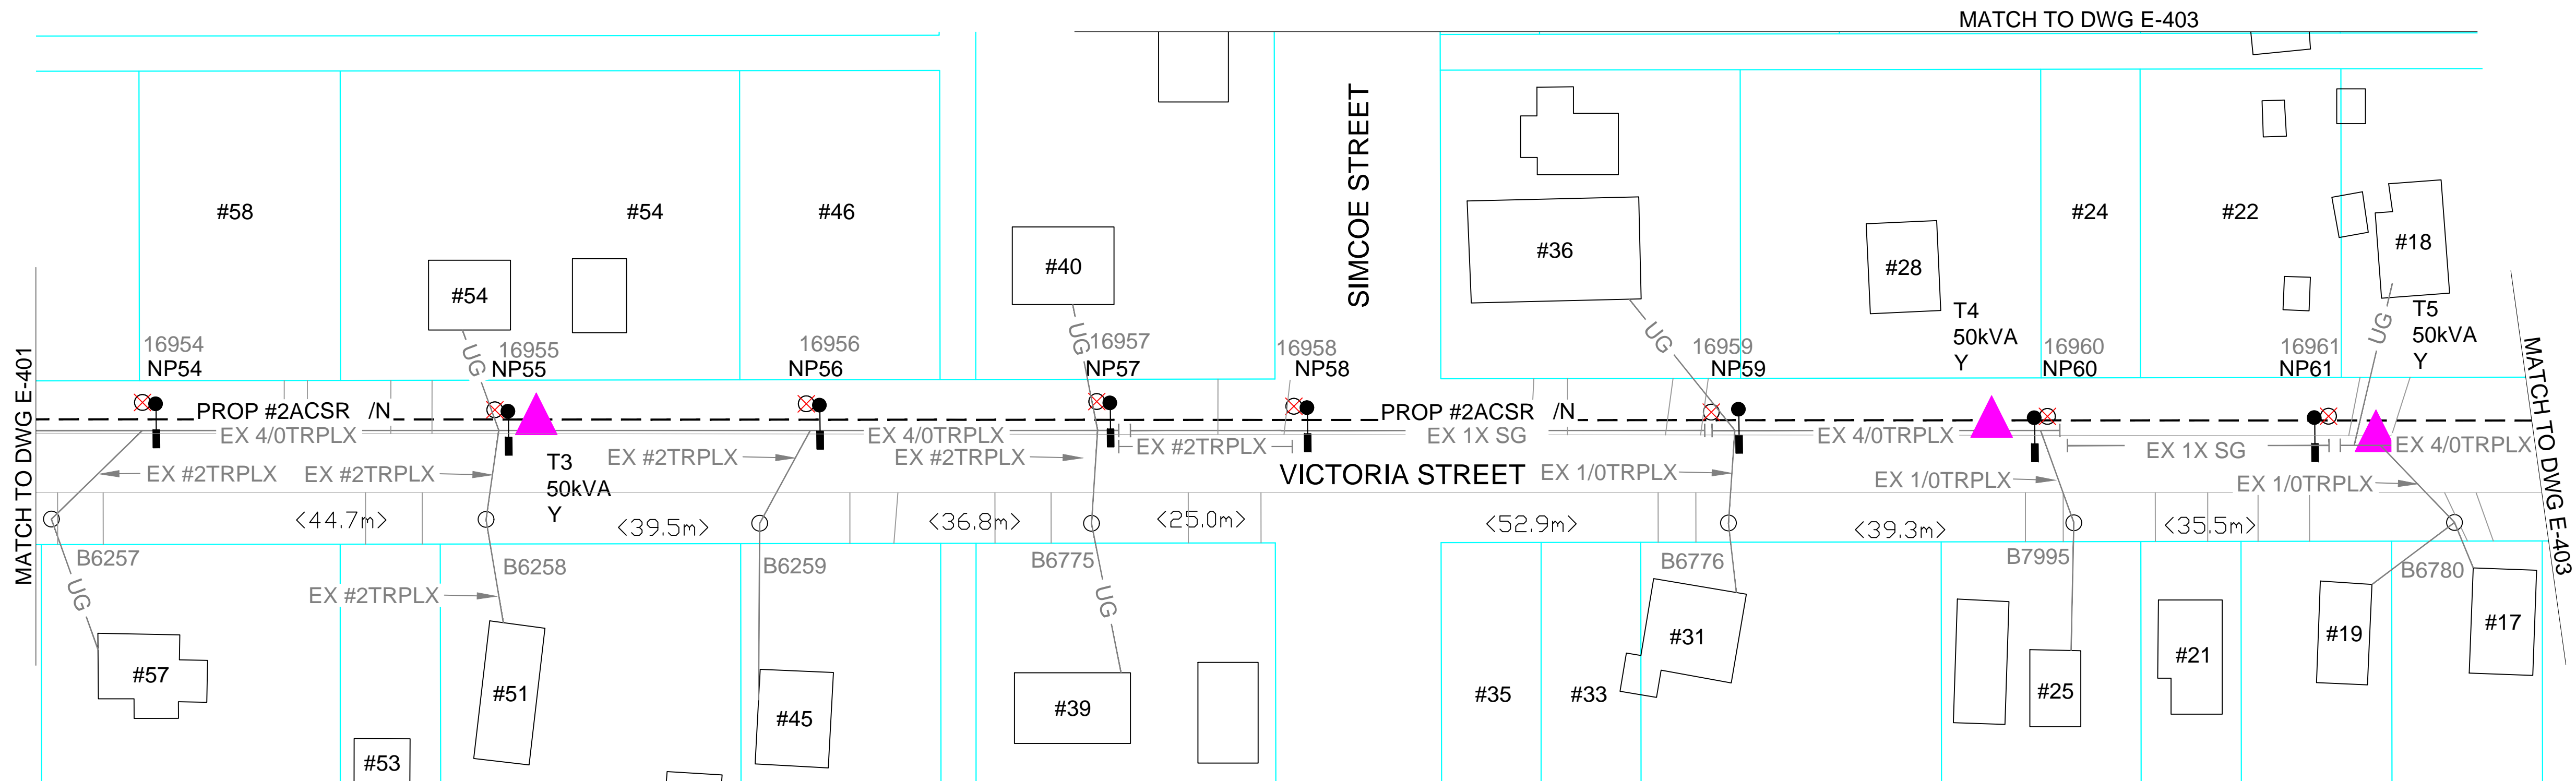 MATCH TO DWG E-403
MATCH TO DWG E-401
SIMCOE STREET
#58
#54
#46
#24
#22
#54
#40
#36
#28
#18
UG
UG
UG
UG
T4
50kVA
Y
T5
50kVA
Y
16954
NP54
16955
NP55
16956
NP56
16957
NP57
16958
NP58
16959
NP59
16960
NP60
16961
NP61
MATCH TO DWG E-403
PROP #2ACSR /N
PROP #2ACSR /N
EX 4/0TRPLX
EX 4/0TRPLX
EX #2TRPLX
EX 1X SG
EX 4/0TRPLX
EX 1X SG
EX 4/0TRPLX
EX #2TRPLX
EX #2TRPLX
EX #2TRPLX
EX #2TRPLX
EX 1/0TRPLX
EX 1/0TRPLX
EX 1/0TRPLX
T3
50kVA
Y
VICTORIA STREET
<44.7m>
<39.5m>
<36.8m>
<25.0m>
<52.9m>
<39.3m>
<35.5m>
B6257
B6258
B6259
B6775
B6776
B7995
B6780
UG
EX #2TRPLX
UG
#57
#51
#53
#45
#39
#35
#33
#31
#25
#21
#19
#17